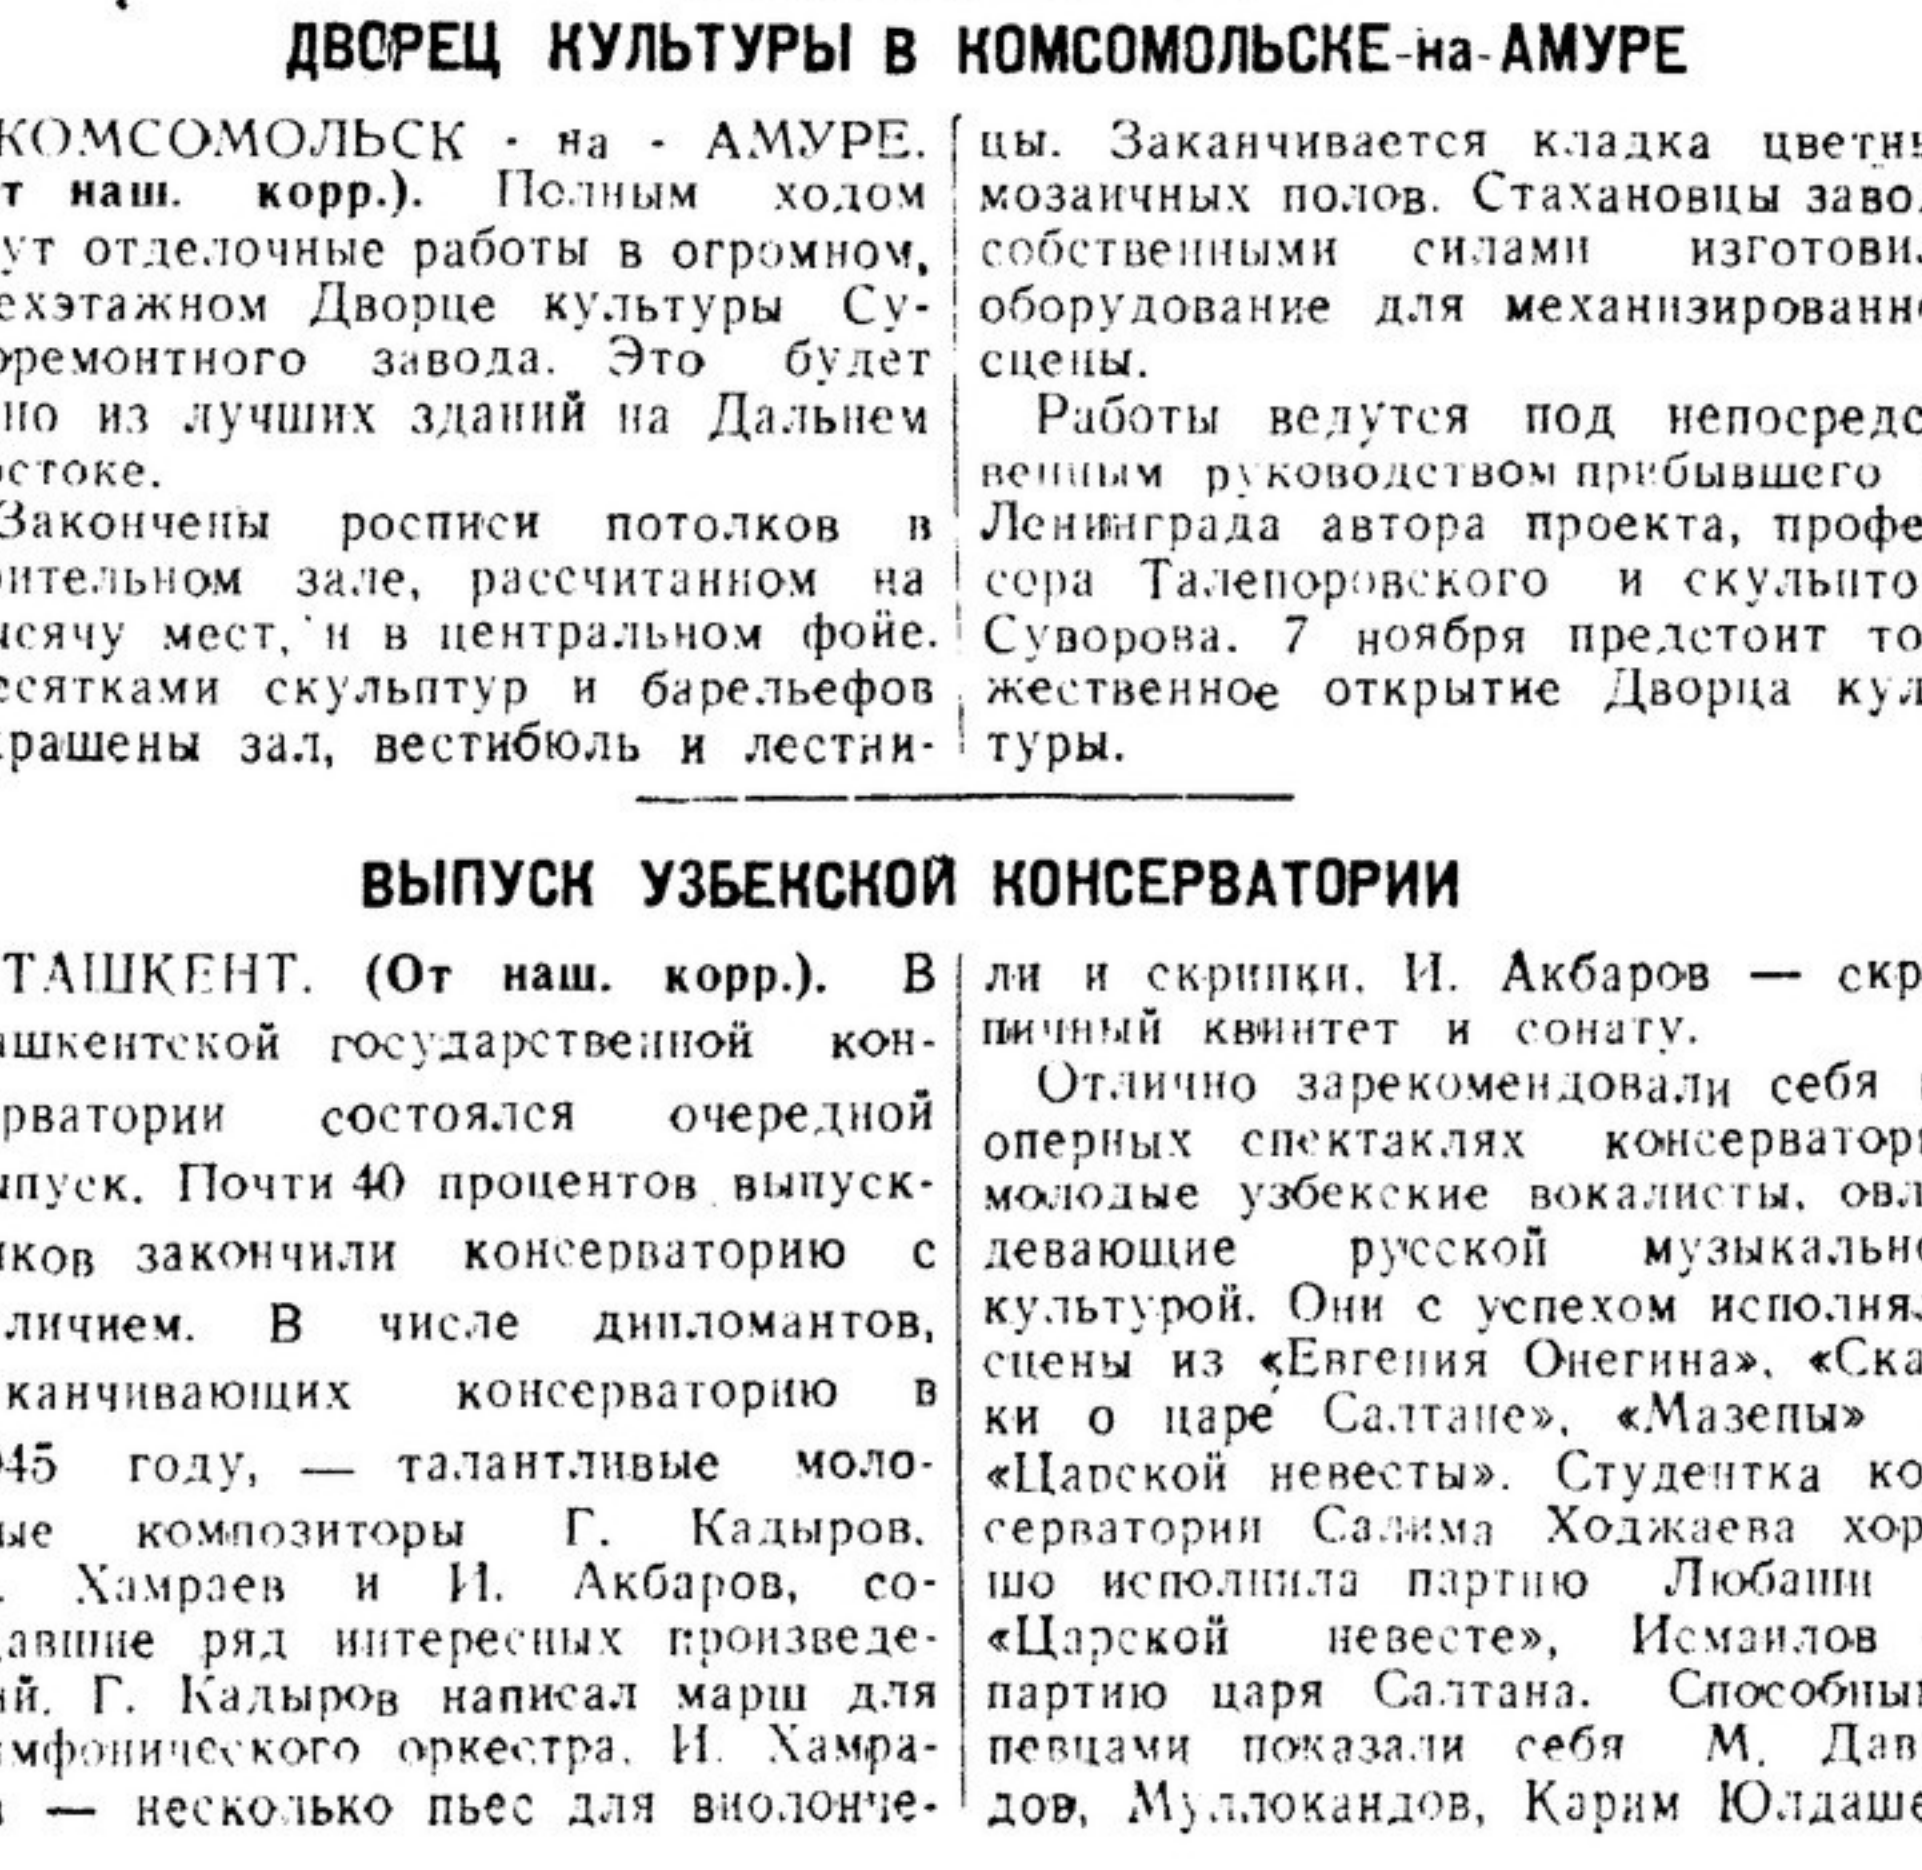 ДВОРЕЦ КУЛЬТУРЫ В КОМСОМОЛЬСКЕ-на-АМУРЕ
КОМСОМОЛЬСК - на - АМУРЕ.
т наш. корр.). Полным ходом
ут отделочные работы в огромном,
ехэтажном Дворце культуры Су-
оремонтного завода. Это будет
но из лучших зданий на Дальнем
остоке.
Закончены росписи потолков в
ительном зале, рассчитанном на
ысячу мест, и в центральном фойе.
есятками скульптур и барельефов
крашены зал, вестибюль и лестни-
цы. Заканчивается кладка цветны
мозаичных полов. Стахановцы заво
собственными силами изготови
оборудование для механизированно
сцены.
Работы ведутся под непосредс
венным руководством прибывшего
Ленинграда автора проекта, профе
сора Талепоровского и скульпто
Суворова. 7 ноября предстоит то
жественное открытие Дворца кул
туры.
ВЫПУСК УЗБЕКСКОЙ КОНСЕРВАТОРИИ
ТАШКЕНТ. (От наш. корр.). В
ашкентской государственной кон-
рватории состоялся очередной
ыпуск. Почти 40 процентов выпуск-
иков закончили консерваторию с
личием. В числе дипломантов,
канчивающих консерваторию в
945 году, — талантливые моло-
ые композиторы Г. Кадыров,
. Хамраев и И. Акбаров, со-
давшие ряд интересных произведе-
ий. Г. Кадыров написал марш для
имфонического оркестра, И. Хамра-
в — несколько пьес для виолонче-
ли и скрипки, И. Акбаров — скр
пичный квинтет и сонату.
Отлично зарекомендовали себя
оперных спектаклях консерватори
молодые узбекские вокалисты, овл
девающие русской музыкально
культурой. Они с успехом исполня
сцены из «Евгения Онегина», «Ска
ки о царе Салтане», «Мазепы»
«Царской невесты». Студентка ко
серватории Салима Ходжаева хор
шо исполнила партию Любаши
«Царской невесте», Исмаилов
партию царя Салтана. Способны
певцами показали себя М. Дав
дов, Муллокандов, Карим Юлдаше